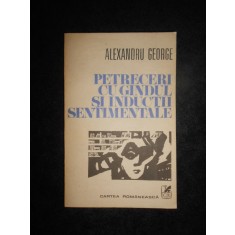 ALEXANDRU GEORGE
PETRECERI
CU GÎNDUL
ȘI INDUCȚII
SENTIMENTALE
CARTEA ROMÂNEASCĂ